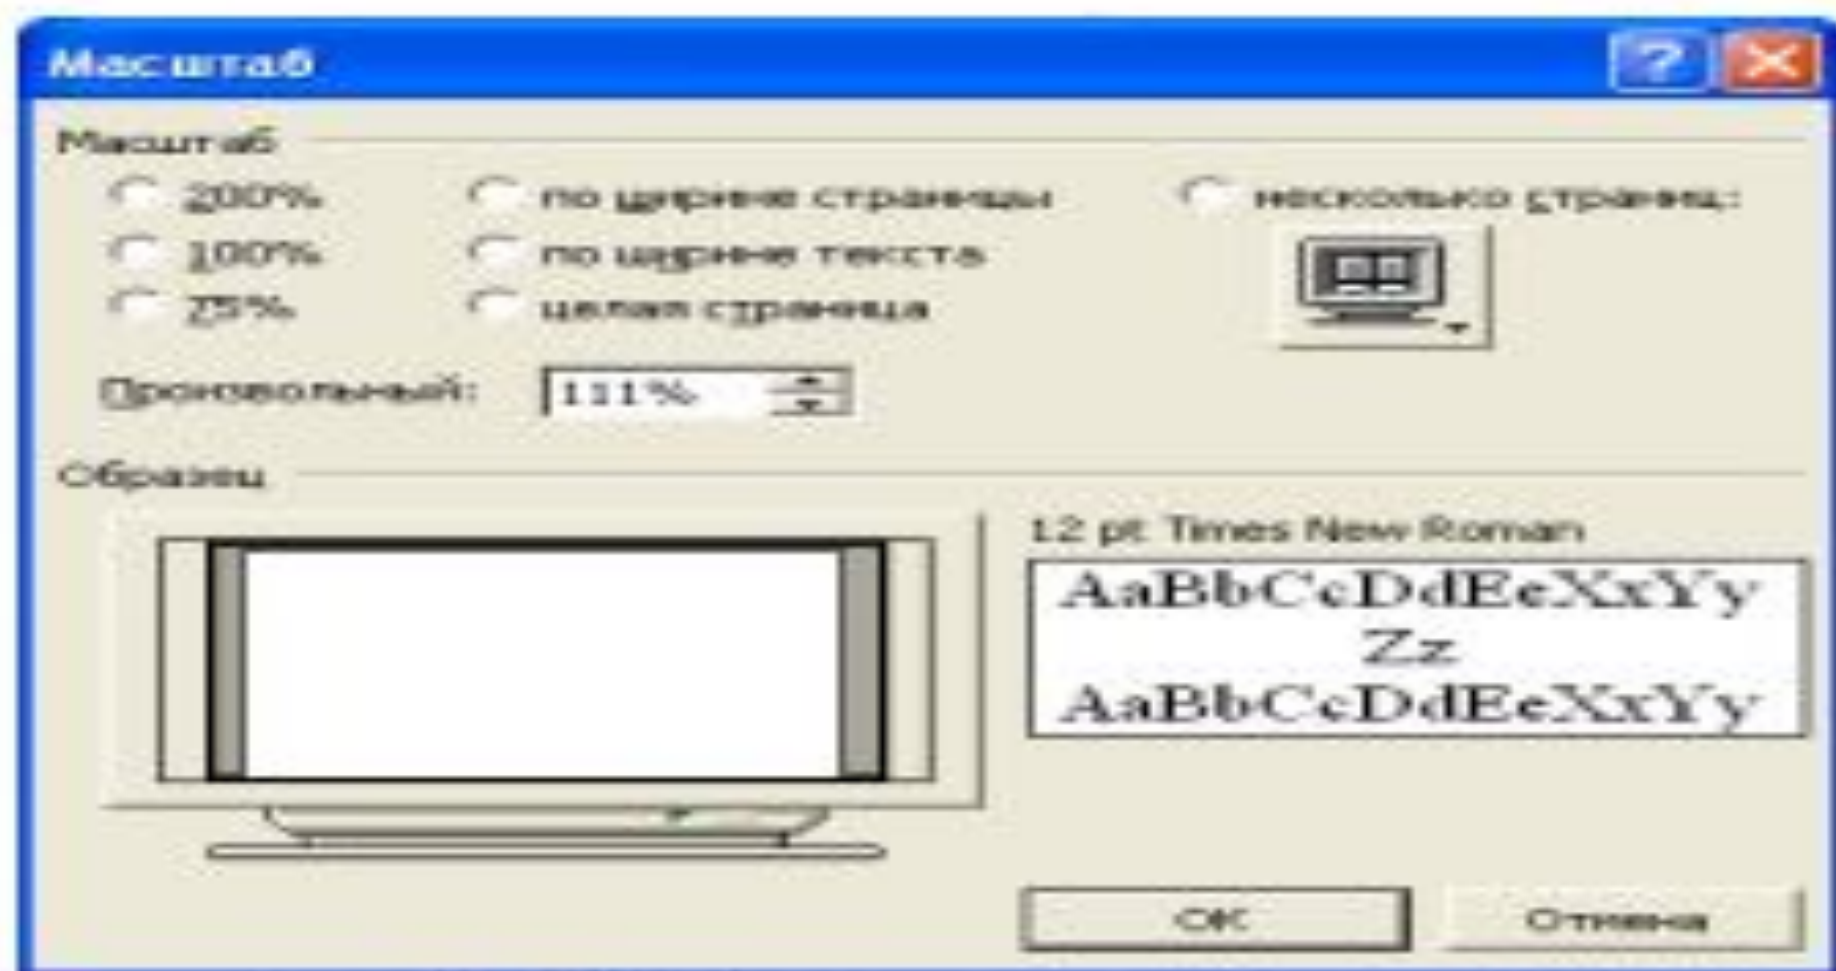 Масштаб
Масштаб
200% по ширине страницы несколько страниц:
100% по ширине текста
75% целая страница
Произвольный: 111%
Образец
12 pt Times New Roman
AaBbCcDdEeXxYy
Zz
AaBbCcDdEeXxYy
ОК Отмена